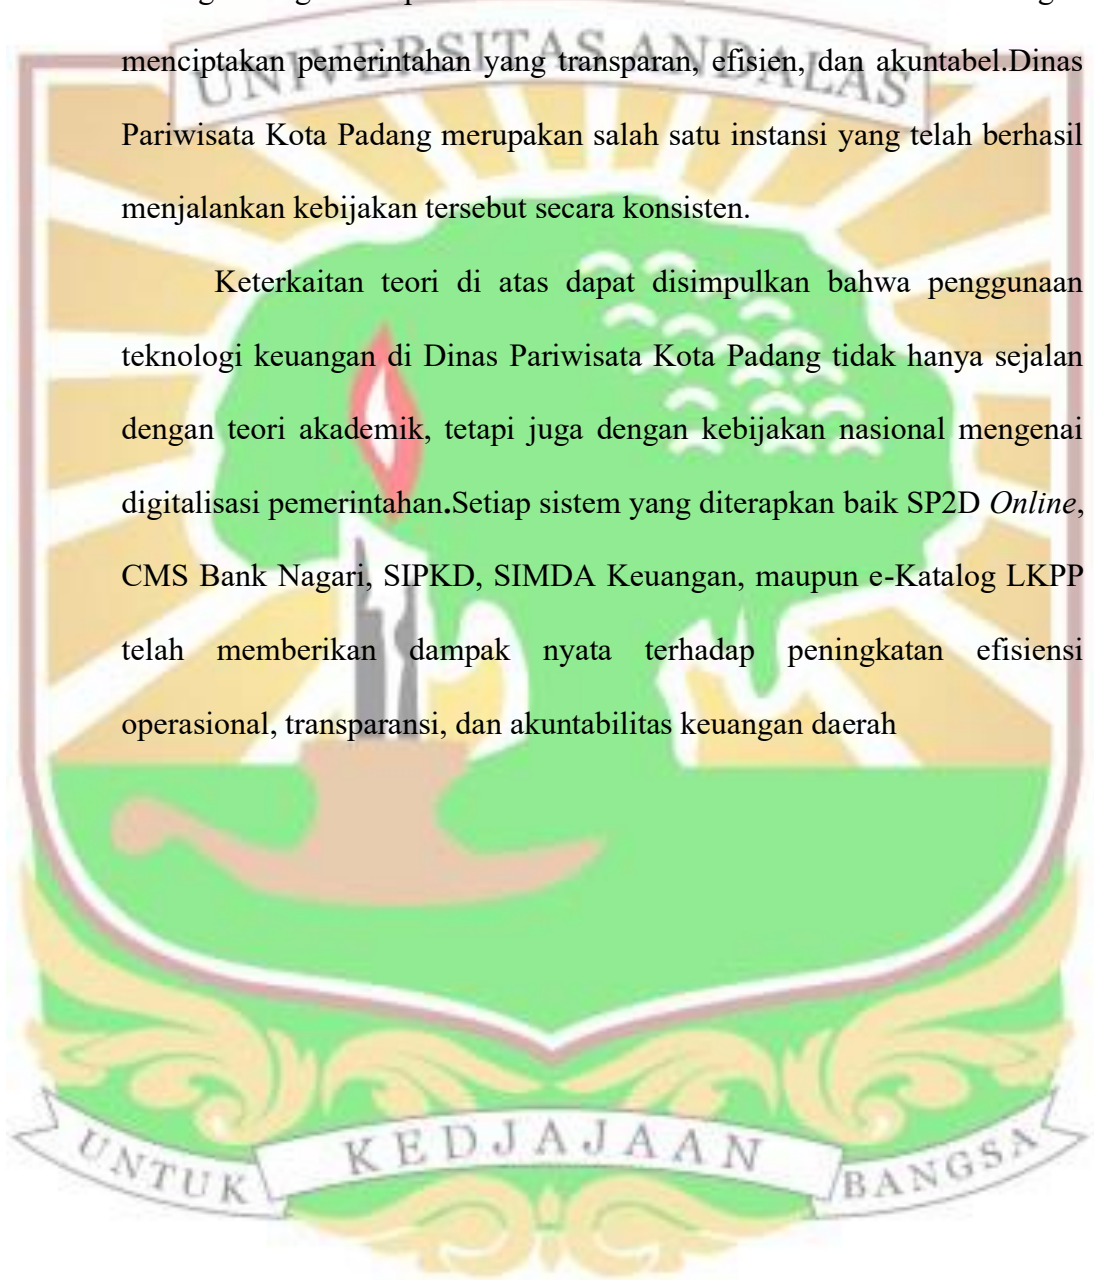 UNIVERSITAS ANDALAS
menciptakan pemerintahan yang transparan, efisien, dan akuntabel.Dinas
Pariwisata Kota Padang merupakan salah satu instansi yang telah berhasil
menjalankan kebijakan tersebut secara konsisten.
Keterkaitan teori di atas dapat disimpulkan bahwa penggunaan
teknologi keuangan di Dinas Pariwisata Kota Padang tidak hanya sejalan
dengan teori akademik, tetapi juga dengan kebijakan nasional mengenai
digitalisasi pemerintahan.Setiap sistem yang diterapkan baik SP2D Online,
CMS Bank Nagari, SIPKD, SIMDA Keuangan, maupun e-Katalog LKPP
telah memberikan dampak nyata terhadap peningkatan efisiensi
operasional, transparansi, dan akuntabilitas keuangan daerah
UNTUK KEDJAJAAN BANGSA